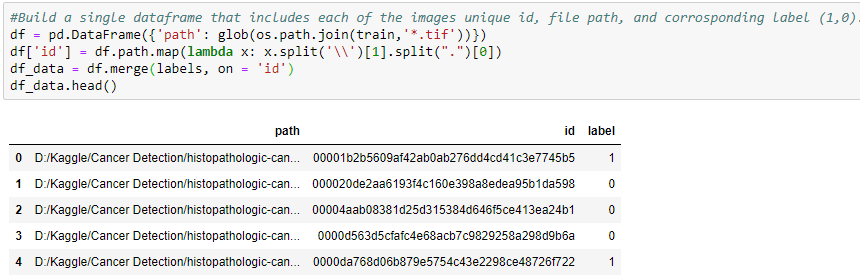 #Build a single dataframe that includes each of the images unique id, file path, and corrosponding label (1,0).
df = pd.DataFrame({'path': glob(os.path.join(train,'*.tif'))})
df['id'] = df.path.map(lambda x: x.split('\\')[1].split(".")[0])
df_data = df.merge(labels, on = 'id')
df_data.head()
path id label
0 D:/Kaggle/Cancer Detection/histopathologic-can... 00001b2b5609af42ab0ab276dd4cd41c3e7745b5 1
1 D:/Kaggle/Cancer Detection/histopathologic-can... 000020de2aa6193f4c160e398a8edea95b1da598 0
2 D:/Kaggle/Cancer Detection/histopathologic-can... 00004aab08381d25d315384d646f5ce413ea24b1 0
3 D:/Kaggle/Cancer Detection/histopathologic-can... 0000d563d5cfafc4e68acb7c9829258a298d9b6a 0
4 D:/Kaggle/Cancer Detection/histopathologic-can... 0000da768d06b879e5754c43e2298ce48726f722 1